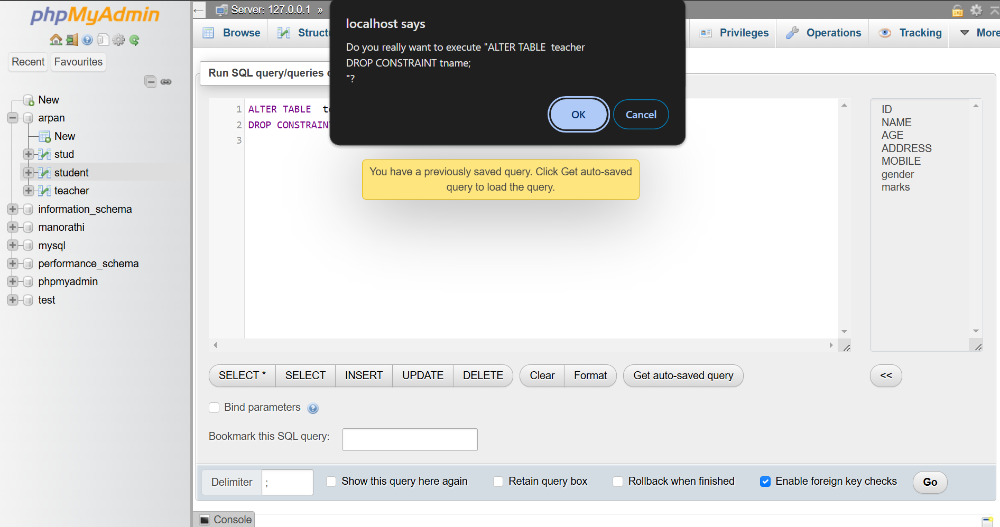 phpMyAdmin
Recent
Favourites
New
arpan
New
stud
student
teacher
information_schema
manorathi
mysql
performance_schema
phpmyadmin
test
Server: 127.0.0.1 »
Browse
Privileges
Operations
Tracking
More
localhost says
Do you really want to execute "ALTER TABLE  teacher
DROP CONSTRAINT tname;
"?
OK
Cancel
Run SQL query/queries
1 ALTER TABLE
2 DROP CONSTRAINT
3
You have a previously saved query. Click Get auto-saved
query to load the query.
ID
NAME
AGE
ADDRESS
MOBILE
gender
marks
SELECT *
SELECT
INSERT
UPDATE
DELETE
Clear
Format
Get auto-saved query
<<
Bind parameters
Bookmark this SQL query:
Delimiter
;
Show this query here again
Retain query box
Rollback when finished
Enable foreign key checks
Go
Console